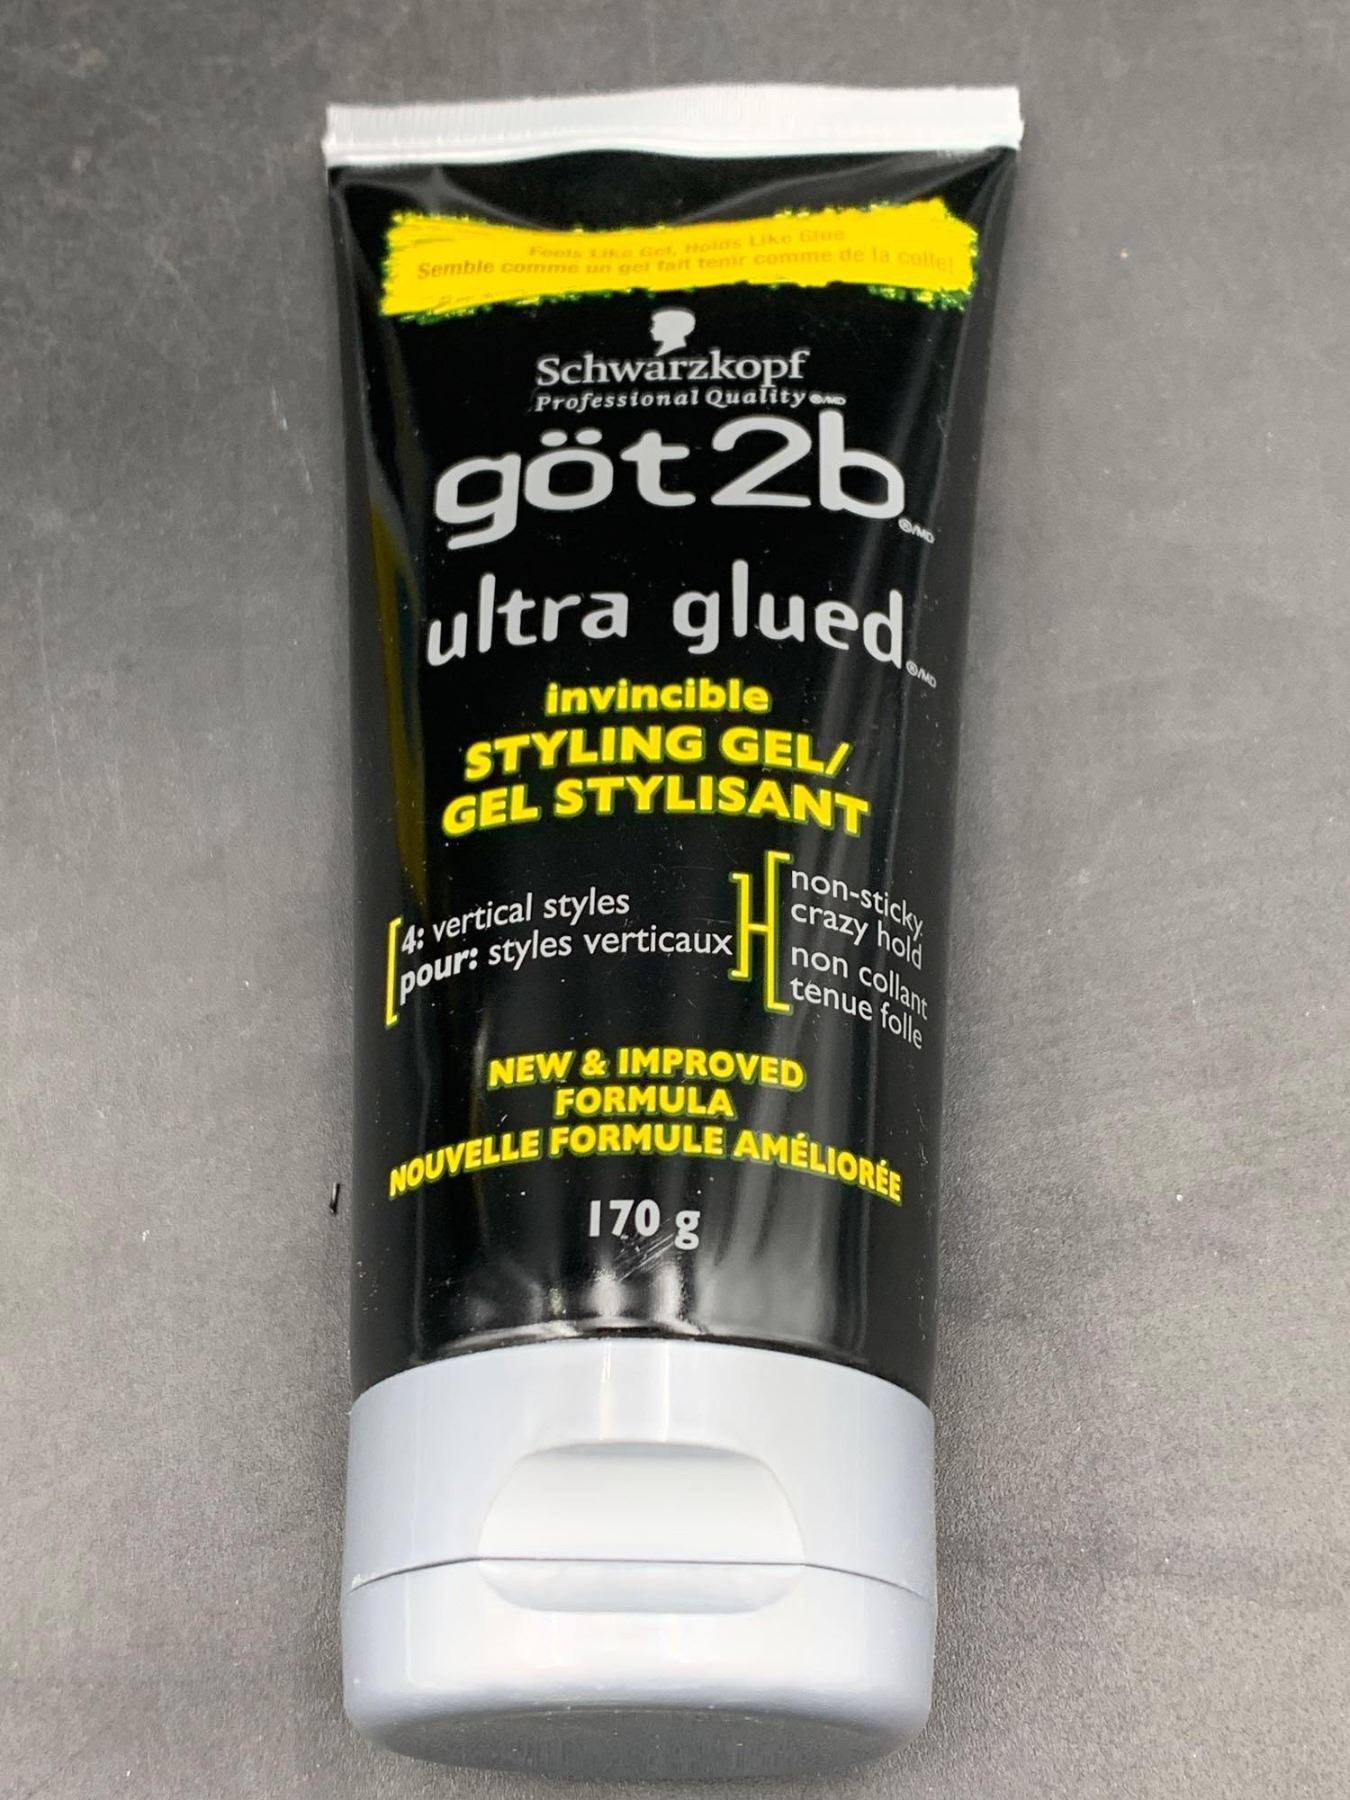 Feels Like Gel, Holds Like Glue
Semble comme un gel fait tenir comme de la colle!
Schwarzkopf
Professional Quality ®/MD
göt2b ®/MD
ultra glued ®/MD
invincible
STYLING GEL/
GEL STYLISANT
4: vertical styles
pour: styles verticaux
non-sticky
crazy hold
non collant
tenue folle
NEW & IMPROVED
FORMULA
NOUVELLE FORMULE AMÉLIORÉE
170 g